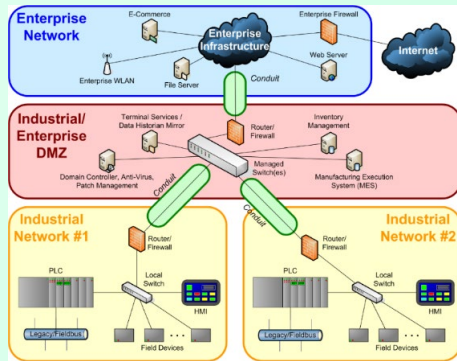 Enterprise
Network
E-Commerce
Enterprise
Infrastructure
Enterprise Firewall
Internet
Enterprise WLAN
File Server
Web Server
Conduit
Industrial/
Enterprise
DMZ
Terminal Services /
Data Historian Mirror
Router/
Firewall
Inventory
Management
Domain Controller, Anti-Virus,
Patch Management
Managed
Switch(es)
Manufacturing Execution
System (MES)
Conduit
Conduit
Industrial
Network #1
Router/
Firewall
PLC
Local
Switch
HMI
Legacy/Fieldbus
Field Devices
Industrial
Network #2
Router/
Firewall
PLC
Local
Switch
HMI
Legacy/Fieldbus
Field Devices